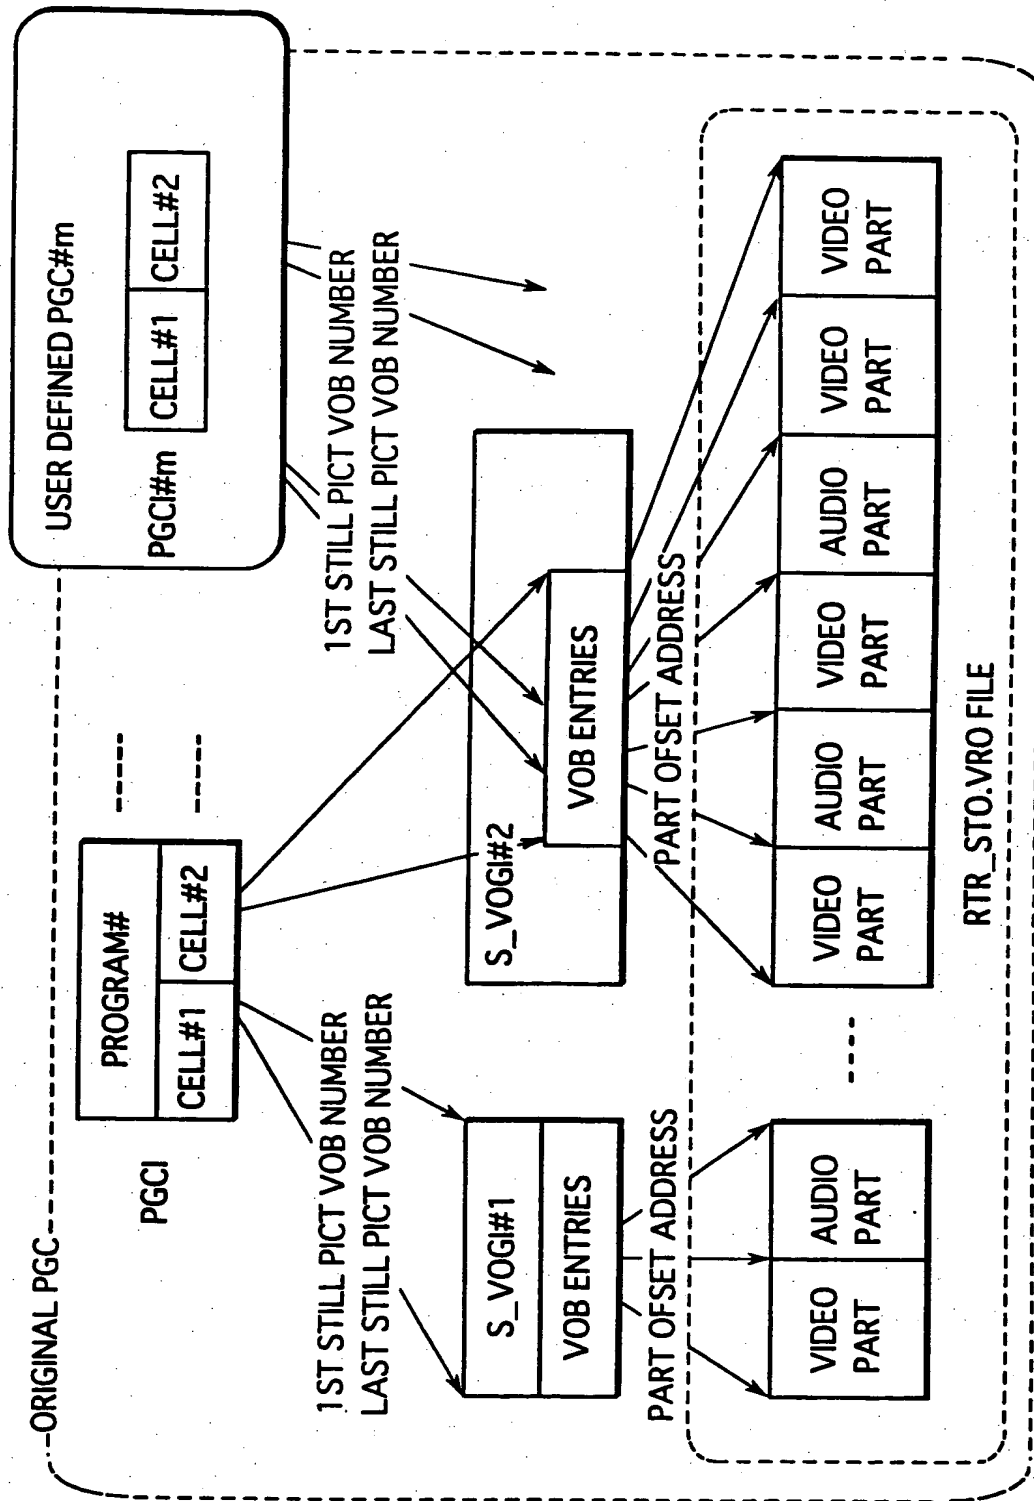 ORIGINAL PGC
USER DEFINED PGC#m
PGCI#m
CELL#1
CELL#2
PGCI
PROGRAM#
-----
CELL#1
CELL#2
-----
1ST STILL PICT VOB NUMBER
LAST STILL PICT VOB NUMBER
1ST STILL PICT VOB NUMBER
LAST STILL PICT VOB NUMBER
S_VOGI#1
VOB ENTRIES
S_VOGI#2
VOB ENTRIES
PART OFSET ADDRESS
PART OFSET ADDRESS
VIDEO
PART
AUDIO
PART
----
VIDEO
PART
AUDIO
PART
VIDEO
PART
AUDIO
PART
VIDEO
PART
VIDEO
PART
RTR_STO.VRO FILE